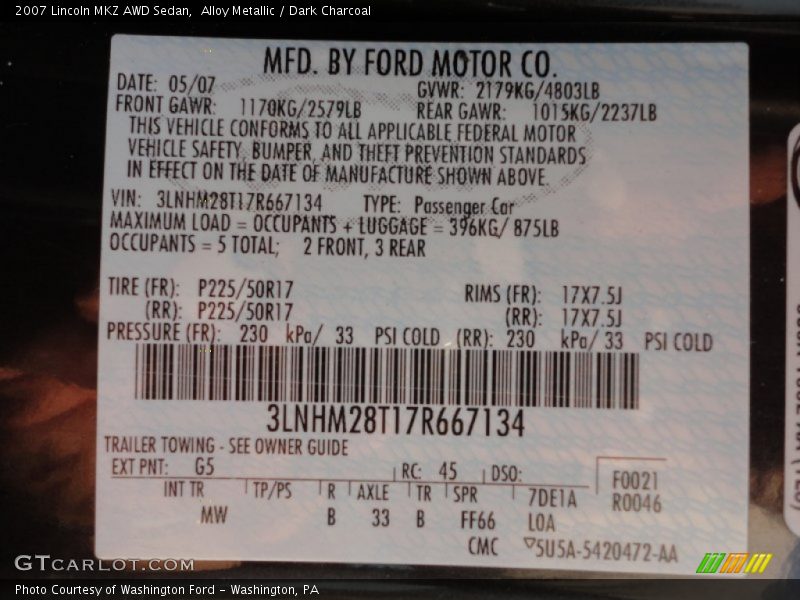 2007 Lincoln MKZ AWD Sedan,  Alloy Metallic / Dark Charcoal
MFD. BY FORD MOTOR CO.
DATE: 05/07 GVWR: 2179KG/4803LB
FRONT GAWR: 1170KG/2579LB REAR GAWR: 1015KG/2237LB
THIS VEHICLE CONFORMS TO ALL APPLICABLE FEDERAL MOTOR
VEHICLE SAFETY, BUMPER, AND THEFT PREVENTION STANDARDS
IN EFFECT ON THE DATE OF MANUFACTURE SHOWN ABOVE.
VIN: 3LNHM28T17R667134 TYPE: Passenger Car
MAXIMUM LOAD = OCCUPANTS + LUGGAGE = 396KG/ 875LB
OCCUPANTS = 5 TOTAL; 2 FRONT, 3 REAR
TIRE (FR): P225/50R17 RIMS (FR): 17X7.5J
(RR): P225/50R17 (RR): 17X7.5J
PRESSURE (FR): 230 kPa/ 33 PSI COLD (RR): 230 kPa/ 33 PSI COLD
3LNHM28T17R667134
TRAILER TOWING - SEE OWNER GUIDE
EXT PNT: G5 RC: 45 DSO: F0021
INT TR TP/PS R AXLE TR SPR 7DE1A R0046
MW B 33 B FF66 LOA
CMC ▽5U5A-5420472-AA
GTCARLOT.COM
Photo Courtesy of Washington Ford - Washington, PA